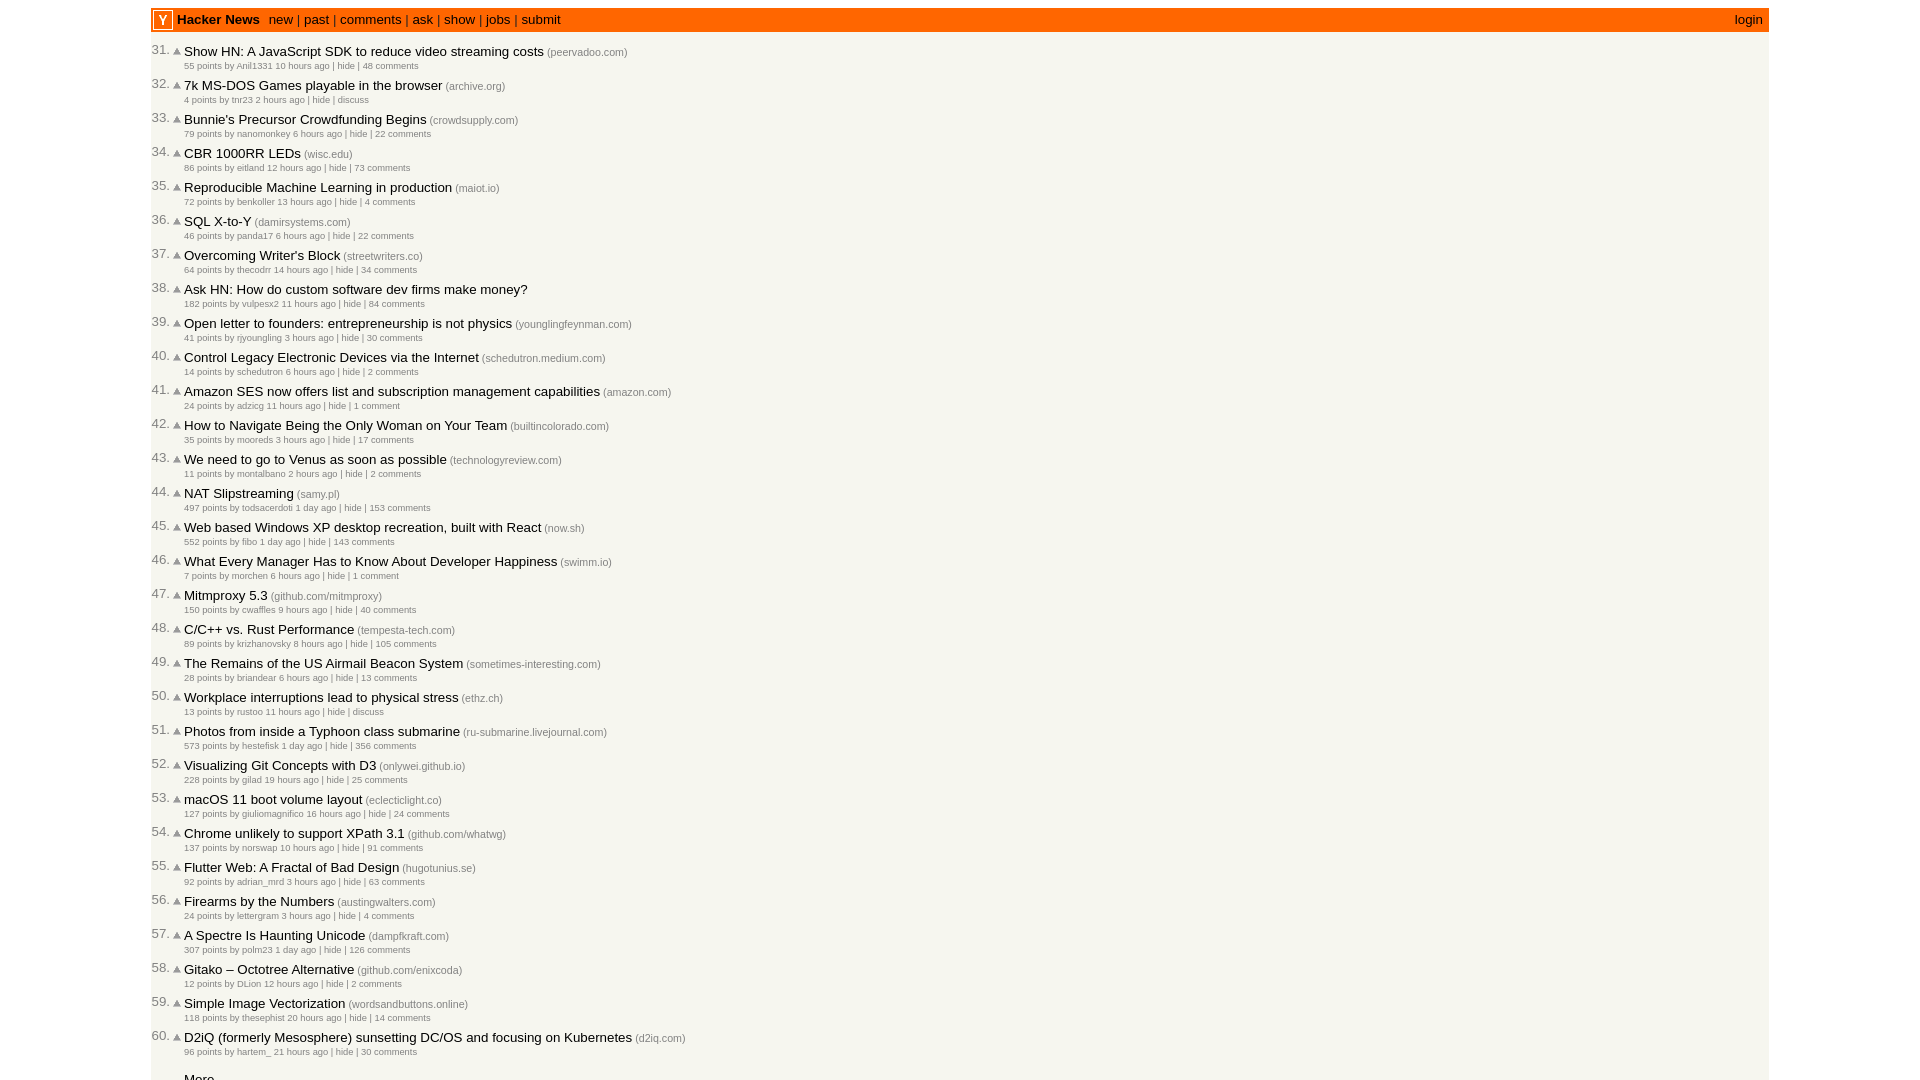 Y Hacker News new | past | comments | ask | show | jobs | submit login
31. Show HN: A JavaScript SDK to reduce video streaming costs (peervadoo.com)
55 points by Anil1331 10 hours ago | hide | 48 comments
32. 7k MS-DOS Games playable in the browser (archive.org)
4 points by tnr23 2 hours ago | hide | discuss
33. Bunnie's Precursor Crowdfunding Begins (crowdsupply.com)
79 points by nanomonkey 6 hours ago | hide | 22 comments
34. CBR 1000RR LEDs (wisc.edu)
86 points by eitland 12 hours ago | hide | 73 comments
35. Reproducible Machine Learning in production (maiot.io)
72 points by benkoller 13 hours ago | hide | 4 comments
36. SQL X-to-Y (damirsystems.com)
46 points by panda17 6 hours ago | hide | 22 comments
37. Overcoming Writer's Block (streetwriters.co)
64 points by thecodrr 14 hours ago | hide | 34 comments
38. Ask HN: How do custom software dev firms make money?
182 points by vulpesx2 11 hours ago | hide | 84 comments
39. Open letter to founders: entrepreneurship is not physics (younglingfeynman.com)
41 points by rjyoungling 3 hours ago | hide | 30 comments
40. Control Legacy Electronic Devices via the Internet (schedutron.medium.com)
14 points by schedutron 6 hours ago | hide | 2 comments
41. Amazon SES now offers list and subscription management capabilities (amazon.com)
24 points by adzicg 11 hours ago | hide | 1 comment
42. How to Navigate Being the Only Woman on Your Team (builtincolorado.com)
35 points by mooreds 3 hours ago | hide | 17 comments
43. We need to go to Venus as soon as possible (technologyreview.com)
11 points by montalbano 2 hours ago | hide | 2 comments
44. NAT Slipstreaming (samy.pl)
497 points by todsacerdoti 1 day ago | hide | 153 comments
45. Web based Windows XP desktop recreation, built with React (now.sh)
552 points by fibo 1 day ago | hide | 143 comments
46. What Every Manager Has to Know About Developer Happiness (swimm.io)
7 points by morchen 6 hours ago | hide | 1 comment
47. Mitmproxy 5.3 (github.com/mitmproxy)
150 points by cwaffles 9 hours ago | hide | 40 comments
48. C/C++ vs. Rust Performance (tempesta-tech.com)
89 points by krizhanovsky 8 hours ago | hide | 105 comments
49. The Remains of the US Airmail Beacon System (sometimes-interesting.com)
28 points by briandear 6 hours ago | hide | 13 comments
50. Workplace interruptions lead to physical stress (ethz.ch)
13 points by rustoo 11 hours ago | hide | discuss
51. Photos from inside a Typhoon class submarine (ru-submarine.livejournal.com)
573 points by hestefisk 1 day ago | hide | 356 comments
52. Visualizing Git Concepts with D3 (onlywei.github.io)
228 points by gilad 19 hours ago | hide | 25 comments
53. macOS 11 boot volume layout (eclecticlight.co)
127 points by giuliomagnifico 16 hours ago | hide | 24 comments
54. Chrome unlikely to support XPath 3.1 (github.com/whatwg)
137 points by norswap 10 hours ago | hide | 91 comments
55. Flutter Web: A Fractal of Bad Design (hugotunius.se)
92 points by adrian_mrd 3 hours ago | hide | 63 comments
56. Firearms by the Numbers (austingwalters.com)
24 points by lettergram 3 hours ago | hide | 4 comments
57. A Spectre Is Haunting Unicode (dampfkraft.com)
307 points by polm23 1 day ago | hide | 126 comments
58. Gitako – Octotree Alternative (github.com/enixcoda)
12 points by DLion 12 hours ago | hide | 2 comments
59. Simple Image Vectorization (wordsandbuttons.online)
118 points by thesephist 20 hours ago | hide | 14 comments
60. D2iQ (formerly Mesosphere) sunsetting DC/OS and focusing on Kubernetes (d2iq.com)
96 points by hartem_ 21 hours ago | hide | 30 comments
More